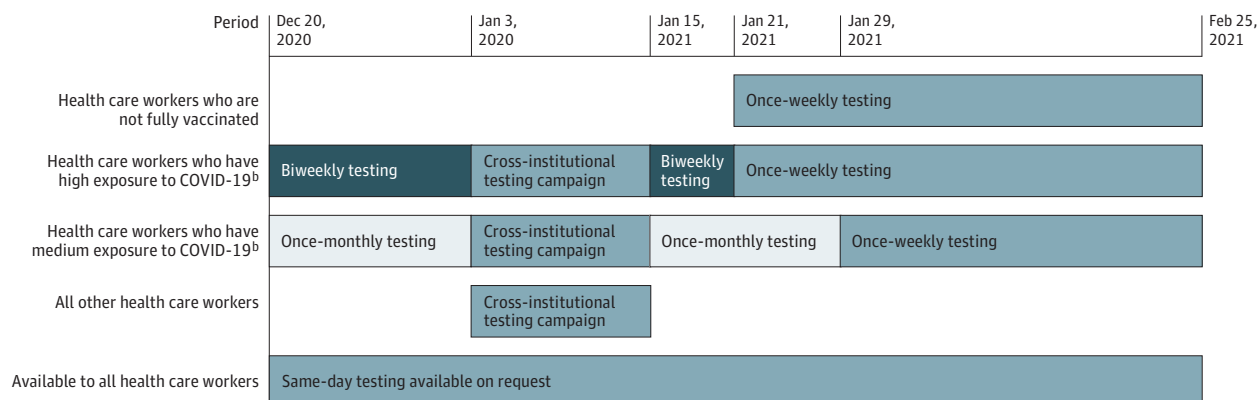 Period
Dec 20,
2020
Jan 3,
2020
Jan 15,
2021
Jan 21,
2021
Jan 29,
2021
Feb 25,
2021
Health care workers who are
not fully vaccinated
Once-weekly testing
Health care workers who have
high exposure to COVID-19ᵇ
Biweekly testing
Cross-institutional
testing campaign
Biweekly
testing
Once-weekly testing
Health care workers who have
medium exposure to COVID-19ᵇ
Once-monthly testing
Cross-institutional
testing campaign
Once-monthly testing
Once-weekly testing
All other health care workers
Cross-institutional
testing campaign
Available to all health care workers
Same-day testing available on request